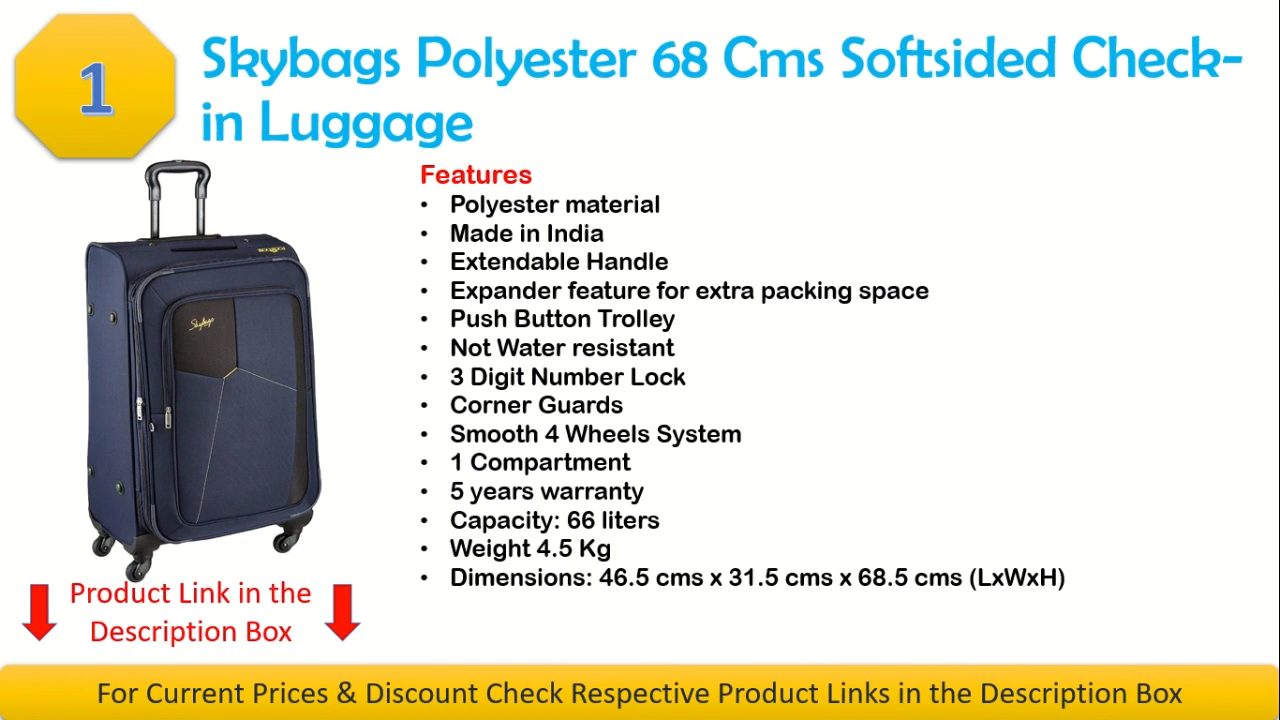 1
Skybags Polyester 68 Cms Softsided Check-
in Luggage
Features
• Polyester material
• Made in India
• Extendable Handle
• Expander feature for extra packing space
• Push Button Trolley
• Not Water resistant
• 3 Digit Number Lock
• Corner Guards
• Smooth 4 Wheels System
• 1 Compartment
• 5 years warranty
• Capacity: 66 liters
• Weight 4.5 Kg
• Dimensions: 46.5 cms x 31.5 cms x 68.5 cms (LxWxH)
Skybags
Product Link in the
Description Box
For Current Prices & Discount Check Respective Product Links in the Description Box